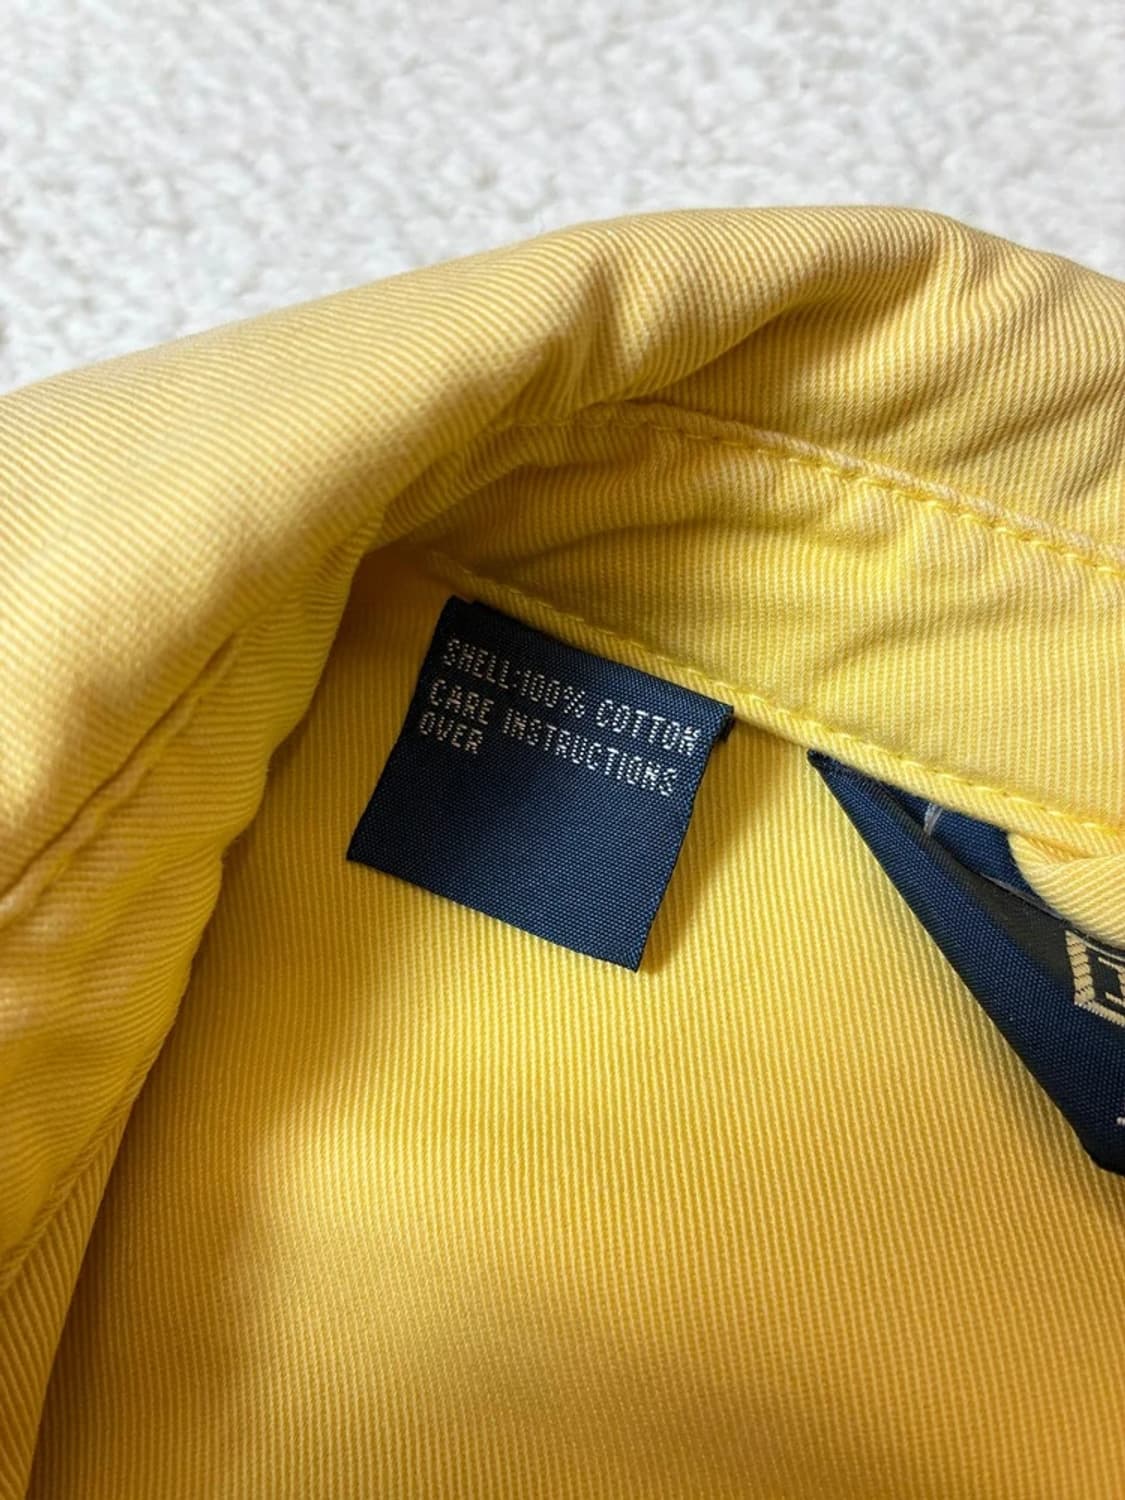 SHELL:100% COTTON
CARE INSTRUCTIONS
OVER